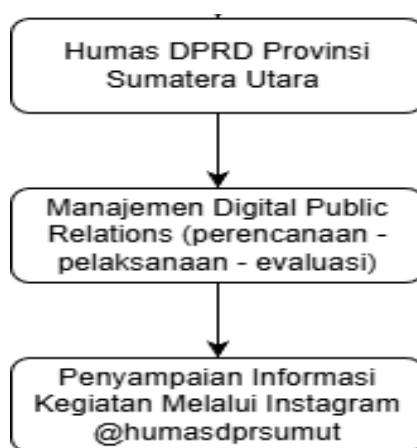 Humas DPRD Provinsi
Sumatera Utara
Manajemen Digital Public
Relations (perencanaan -
pelaksanaan - evaluasi)
Penyampaian Informasi
Kegiatan Melalui Instagram
@humasdprsumut